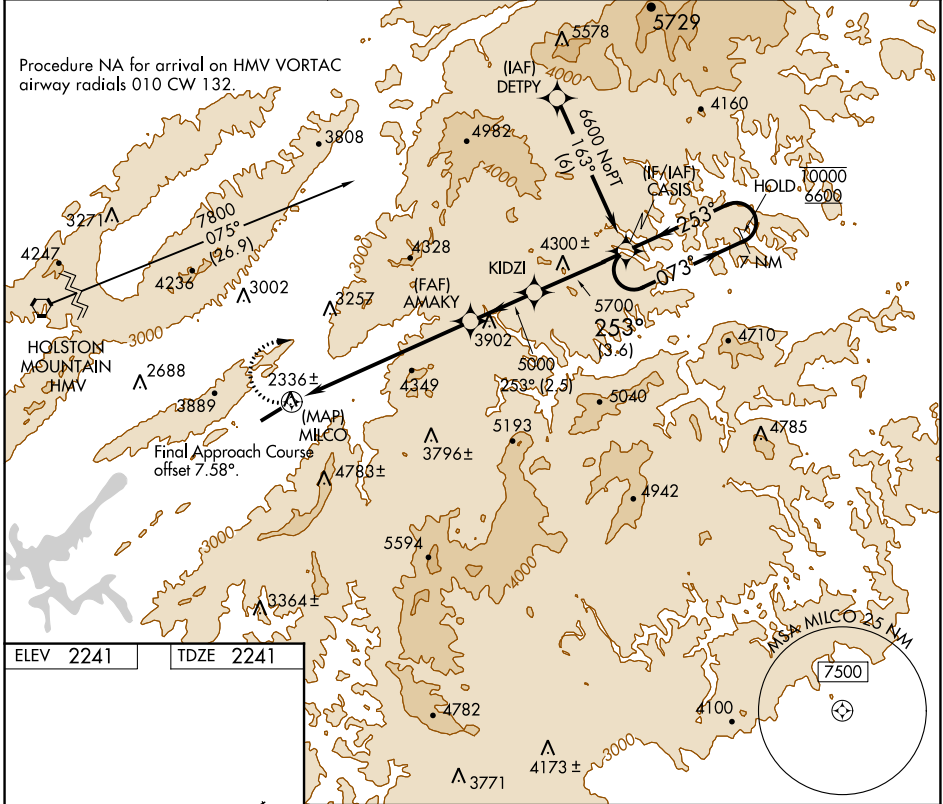 5729
5578
Procedure NA for arrival on HMV VORTAC
airway radials 010 CW 132.
4000
(IAF)
DETPY
4160
3808
4982
4000
6600 NoPT
163°
(6)
(IF/IAF)
CASIS
HOLD
10000
6600
3271
7800
075°
(26.9)
253°
4247
4328
4300±
073°
7 NM
4236
KIDZI
3002
3257
(FAF)
AMAKY
5700
253°
(3.6)
3902
3000
HOLSTON
MOUNTAIN
HMV
4710
5000
253° (2.5)
2688
2336±
4349
3889
(MAP)
MILCO
5040
5193
4785
3796±
Final Approach Course
offset 7.58°.
4783±
4942
3000
5594
4000
3364±
MSA MILCO 25 NM
7500
ELEV 2241
TDZE 2241
4782
4100
3000
4173±
3771